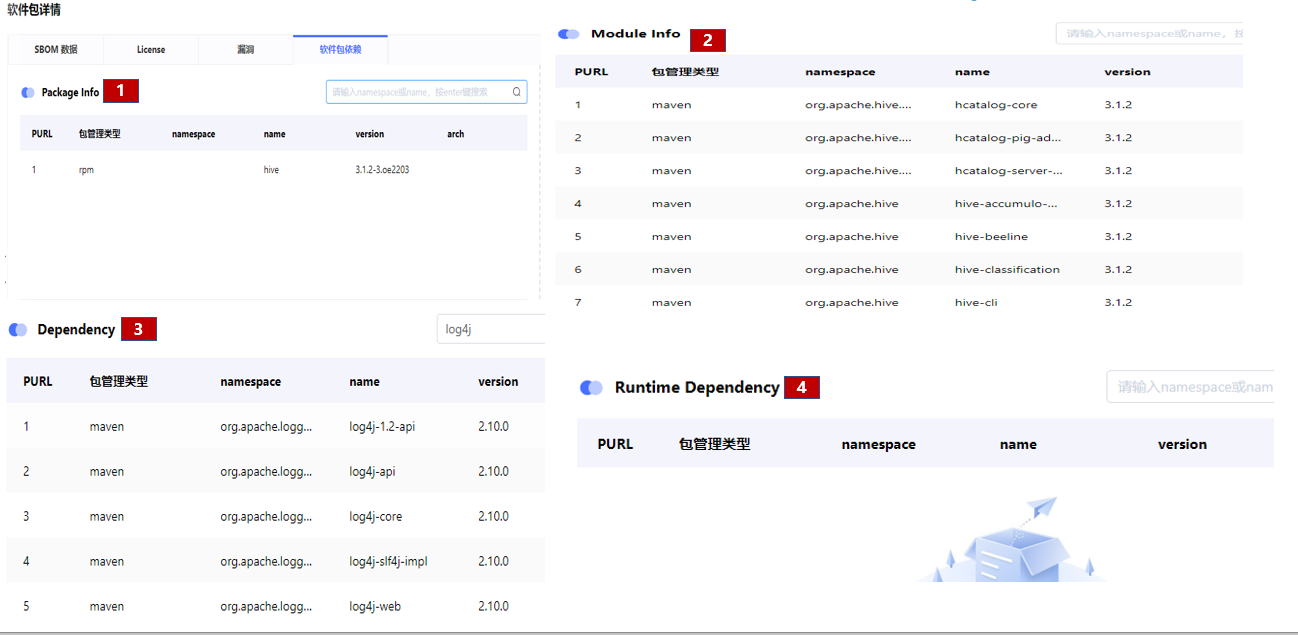 软件包详情
SBOM 数据 License 漏洞 软件包依赖
Package Info 1 请输入namespace或name，按enter键搜索
PURL 包管理类型 namespace name version arch
1 rpm hive 3.1.2-3.oe2203
Module Info 2 请输入namespace或name，按
PURL 包管理类型 namespace name version
1 maven org.apache.hive.... hcatalog-core 3.1.2
2 maven org.apache.hive.... hcatalog-pig-ad... 3.1.2
3 maven org.apache.hive.... hcatalog-server-... 3.1.2
4 maven org.apache.hive hive-accumulo-... 3.1.2
5 maven org.apache.hive hive-beeline 3.1.2
6 maven org.apache.hive hive-classification 3.1.2
7 maven org.apache.hive hive-cli 3.1.2
Dependency 3 log4j
PURL 包管理类型 namespace name version
1 maven org.apache.logg... log4j-1.2-api 2.10.0
2 maven org.apache.logg... log4j-api 2.10.0
3 maven org.apache.logg... log4j-core 2.10.0
4 maven org.apache.logg... log4j-slf4j-impl 2.10.0
5 maven org.apache.logg... log4j-web 2.10.0
Runtime Dependency 4 请输入namespace或nam
PURL 包管理类型 namespace name version